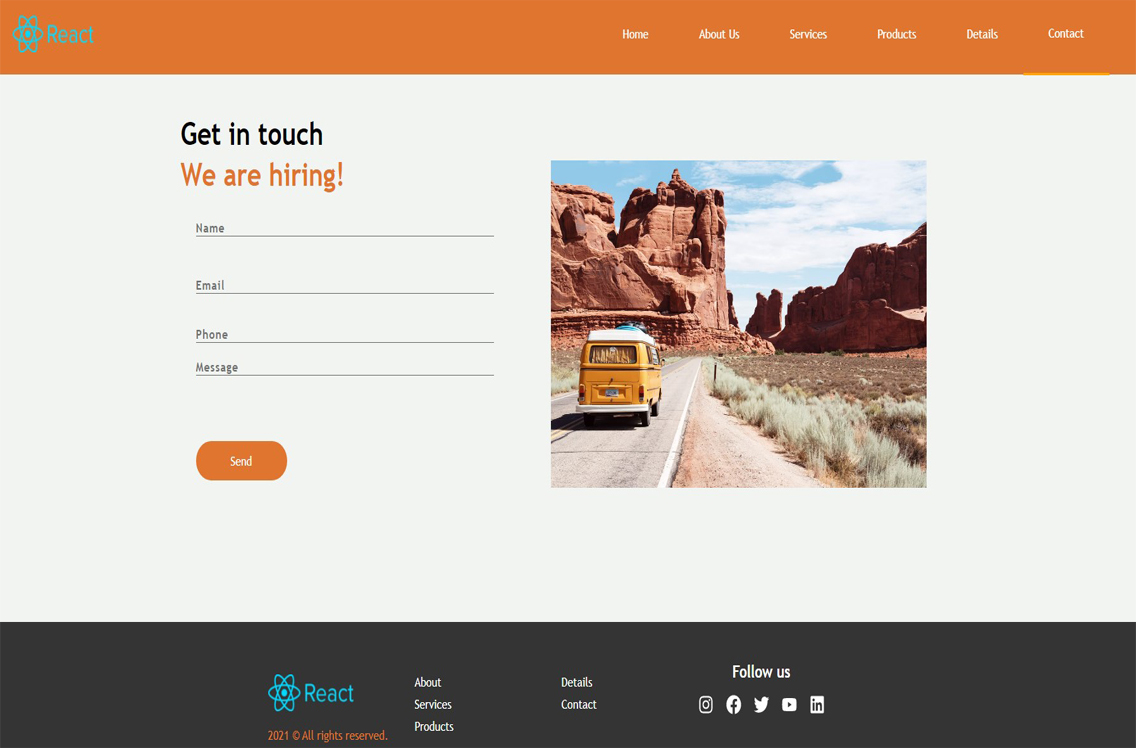 React
Home About Us Services Products Details Contact
Get in touch
We are hiring!
Name
Email
Phone
Message
Send
React
2021 © All rights reserved.
About
Services
Products
Details
Contact
Follow us